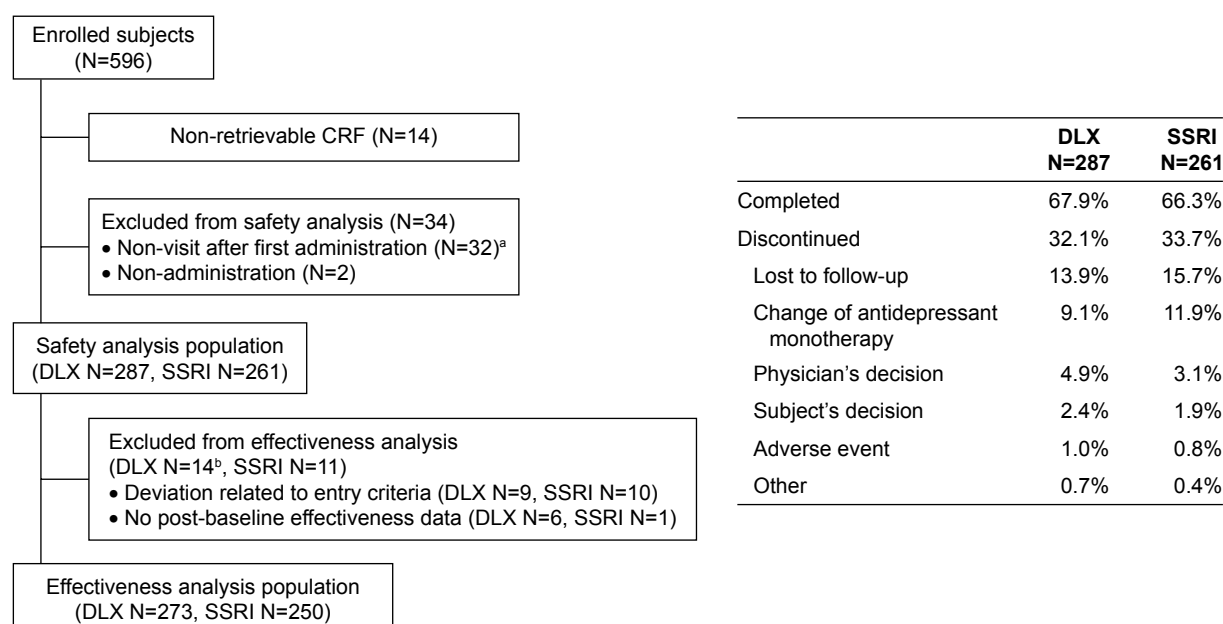 Enrolled subjects
(N=596)
Non-retrievable CRF (N=14)
Excluded from safety analysis (N=34)
• Non-visit after first administration (N=32)ᵃ
• Non-administration (N=2)
Safety analysis population
(DLX N=287, SSRI N=261)
Excluded from effectiveness analysis
(DLX N=14ᵇ, SSRI N=11)
• Deviation related to entry criteria (DLX N=9, SSRI N=10)
• No post-baseline effectiveness data (DLX N=6, SSRI N=1)
Effectiveness analysis population
(DLX N=273, SSRI N=250)
DLX SSRI
N=287 N=261
Completed 67.9% 66.3%
Discontinued 32.1% 33.7%
Lost to follow-up 13.9% 15.7%
Change of antidepressant 9.1% 11.9%
monotherapy
Physician's decision 4.9% 3.1%
Subject's decision 2.4% 1.9%
Adverse event 1.0% 0.8%
Other 0.7% 0.4%